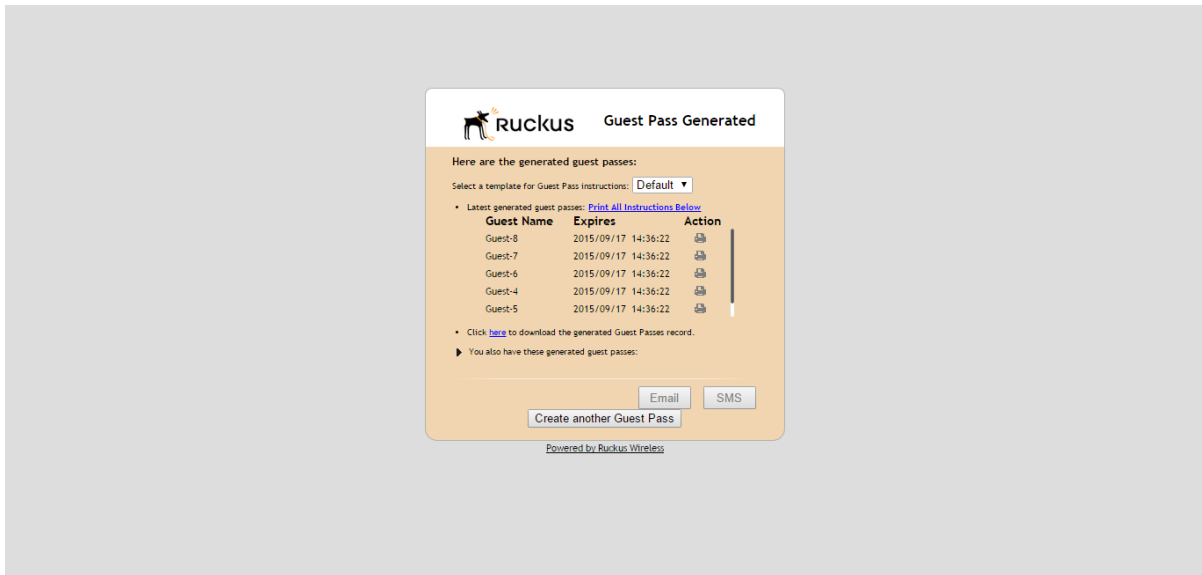 RUCKUS Guest Pass Generated
Here are the generated guest passes:
Select a template for Guest Pass instructions: Default
Latest generated guest passes: Print All Instructions Below
Guest Name Expires Action
Guest-8 2015/09/17 14:36:22
Guest-7 2015/09/17 14:36:22
Guest-6 2015/09/17 14:36:22
Guest-4 2015/09/17 14:36:22
Guest-5 2015/09/17 14:36:22
Click here to download the generated Guest Passes record.
You also have these generated guest passes:
Email SMS
Create another Guest Pass
Powered by Ruckus Wireless